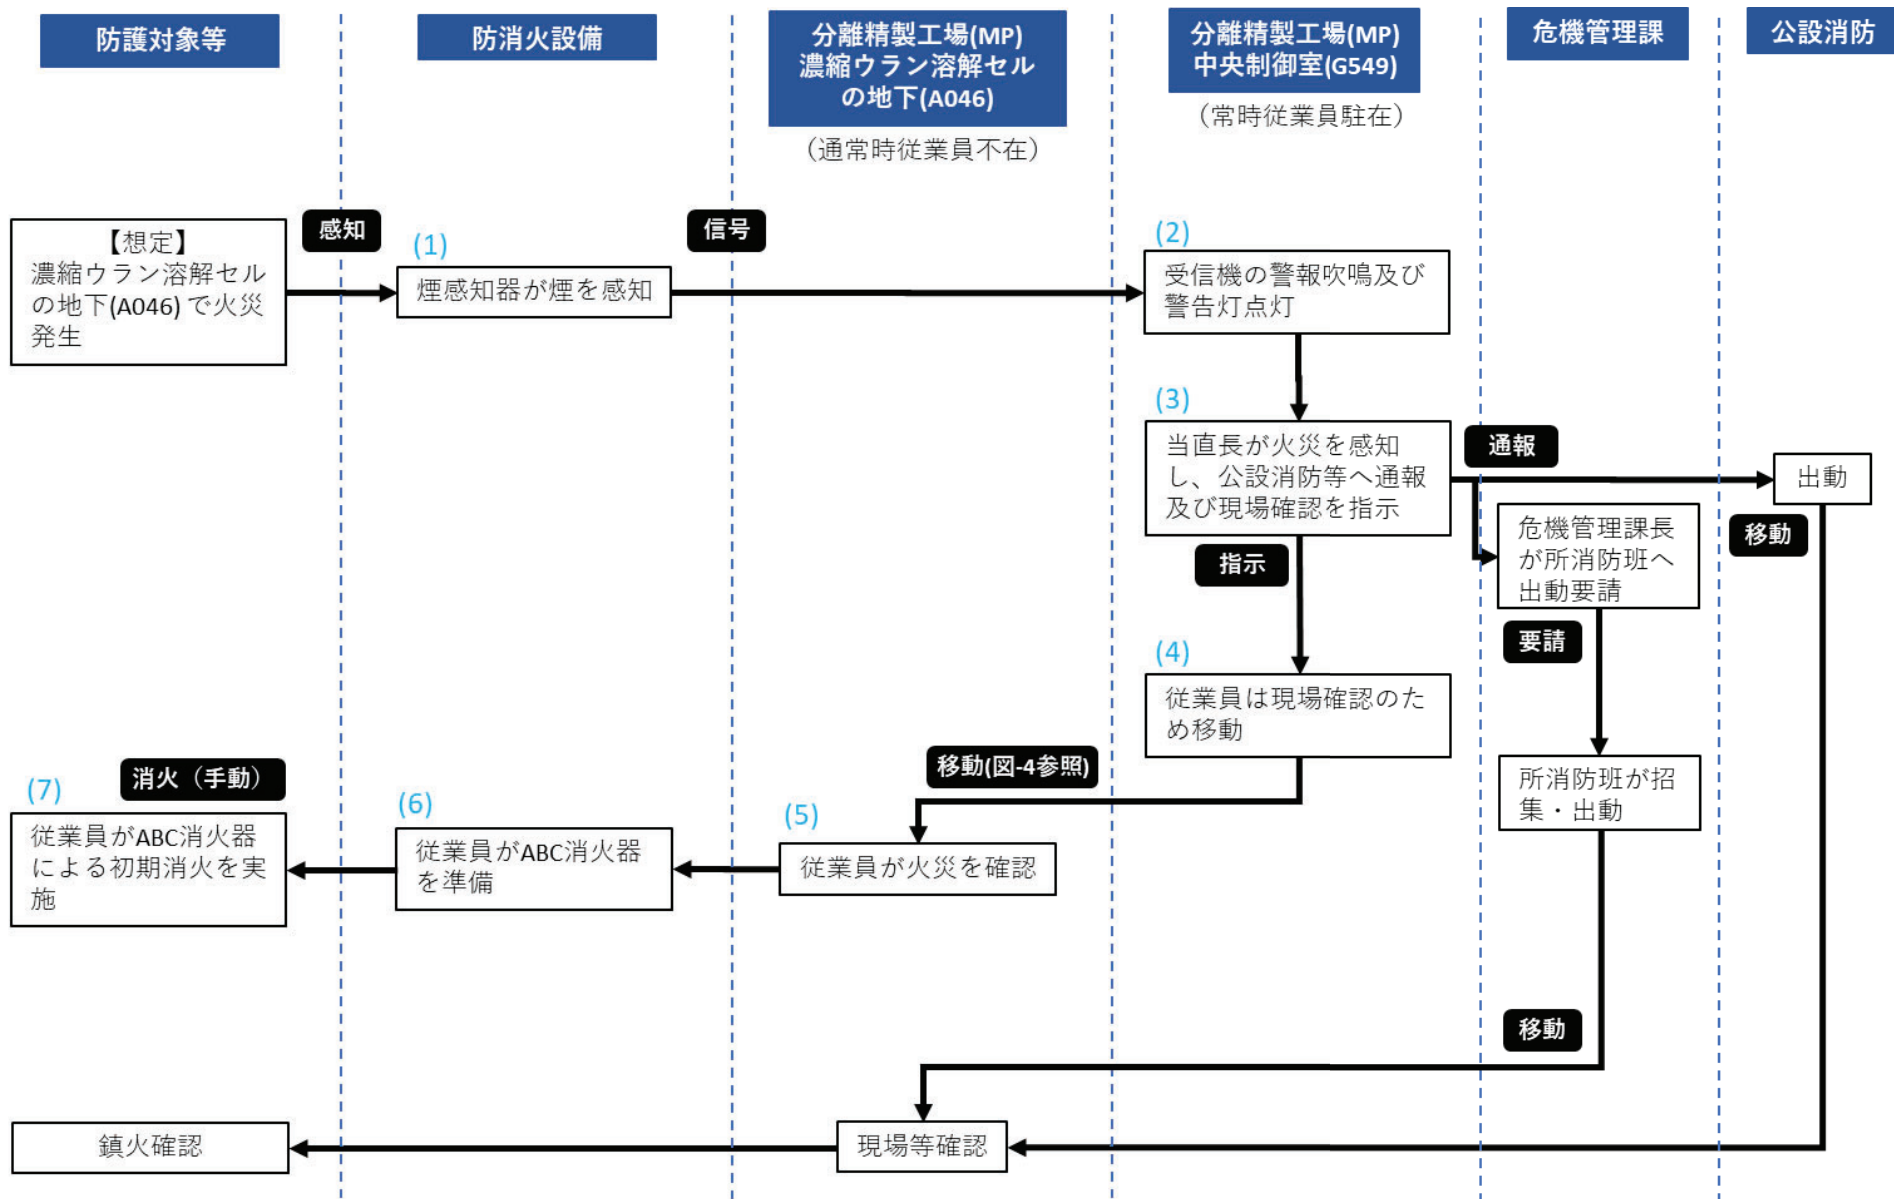 防護対象等
防消火設備
分離精製工場(MP)
濃縮ウラン溶解セル
の地下(A046)
（通常時従業員不在）
分離精製工場(MP)
中央制御室(G549)
（常時従業員駐在）
危機管理課
公設消防
【想定】
濃縮ウラン溶解セル
の地下(A046)で火災
発生
感知
(1)
煙感知器が煙を感知
信号
(2)
受信機の警報吹鳴及び
警告灯点灯
(3)
当直長が火災を感知
し、公設消防等へ通報
及び現場確認を指示
通報
出動
危機管理課長
が所消防班へ
出動要請
移動
指示
要請
(4)
従業員は現場確認のた
め移動
所消防班が招
集・出動
移動(図-4参照)
(5)
従業員が火災を確認
(6)
従業員がABC消火器
を準備
消火（手動）
(7)
従業員がABC消火器
による初期消火を実
施
移動
現場等確認
鎮火確認